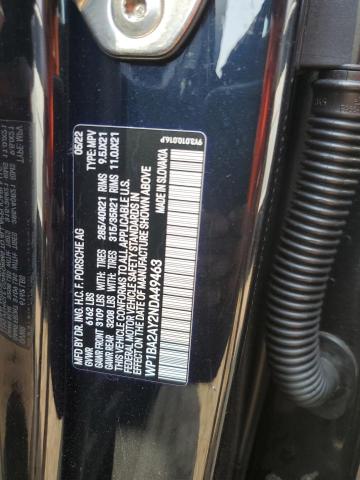 MFD BY DR. ING. H.C. F. PORSCHE AG 05/22
GVWR 6162 LBS TYPE: MPV
GAWR FRONT 3109 LBS WITH: TIRES 285/40R21 RIMS 9.5JX21
GAWR REAR 3208 LBS WITH: TIRES 315/35R21 RIMS 11.0JX21
THIS VEHICLE CONFORMS TO ALL APPLICABLE U.S.
FEDERAL MOTOR VEHICLE SAFETY STANDARDS IN
EFFECT ON THE DATE OF MANUFACTURE SHOWN ABOVE
WP1BA2AY2NDA49463 MADE IN SLOVAKIA
9Y3.010.016.P